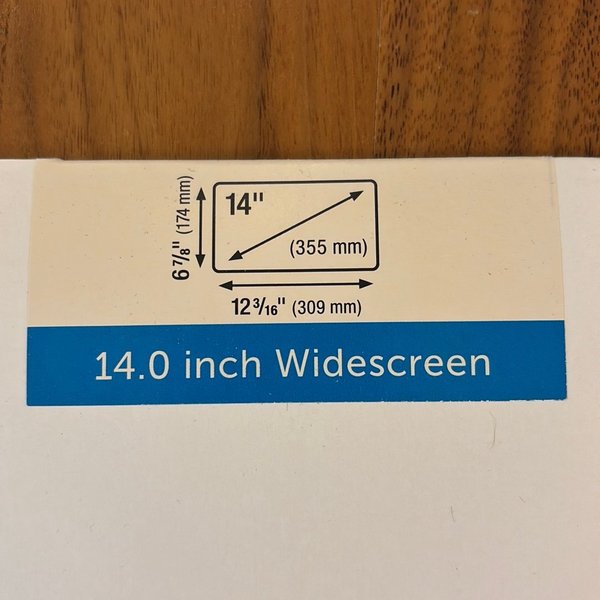 14"
(355 mm)
6 7/8" (174 mm)
12 3/16" (309 mm)
14.0 inch Widescreen